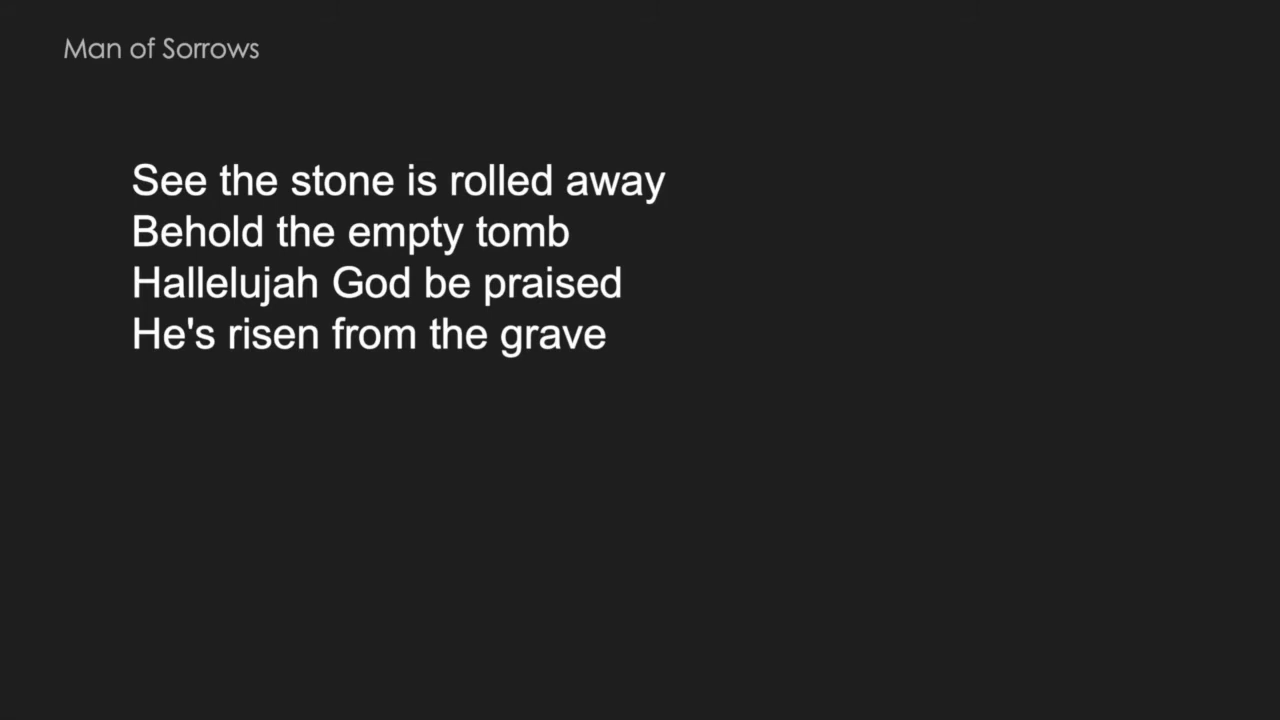 Man of Sorrows
See the stone is rolled away
Behold the empty tomb
Hallelujah God be praised
He's risen from the grave